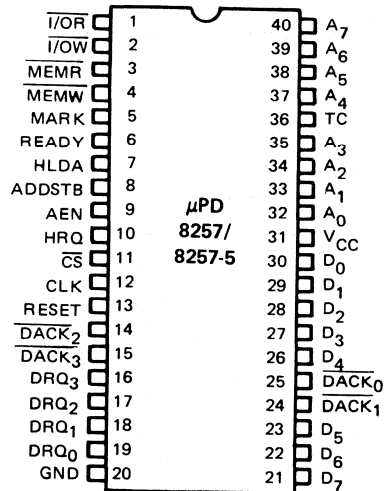 I/OR 1 40 A7
I/OW 2 39 A6
MEMR 3 38 A5
MEMW 4 37 A4
MARK 5 36 TC
READY 6 35 A3
HLDA 7 34 A2
ADDSTB 8 33 A1
AEN 9 μPD 32 A0
HRQ 10 8257/ 31 VCC
CS 11 8257-5 30 D0
CLK 12 29 D1
RESET 13 28 D2
DACK2 14 27 D3
DACK3 15 26 D4
DRQ3 16 25 DACK0
DRQ2 17 24 DACK1
DRQ1 18 23 D5
DRQ0 19 22 D6
GND 20 21 D7